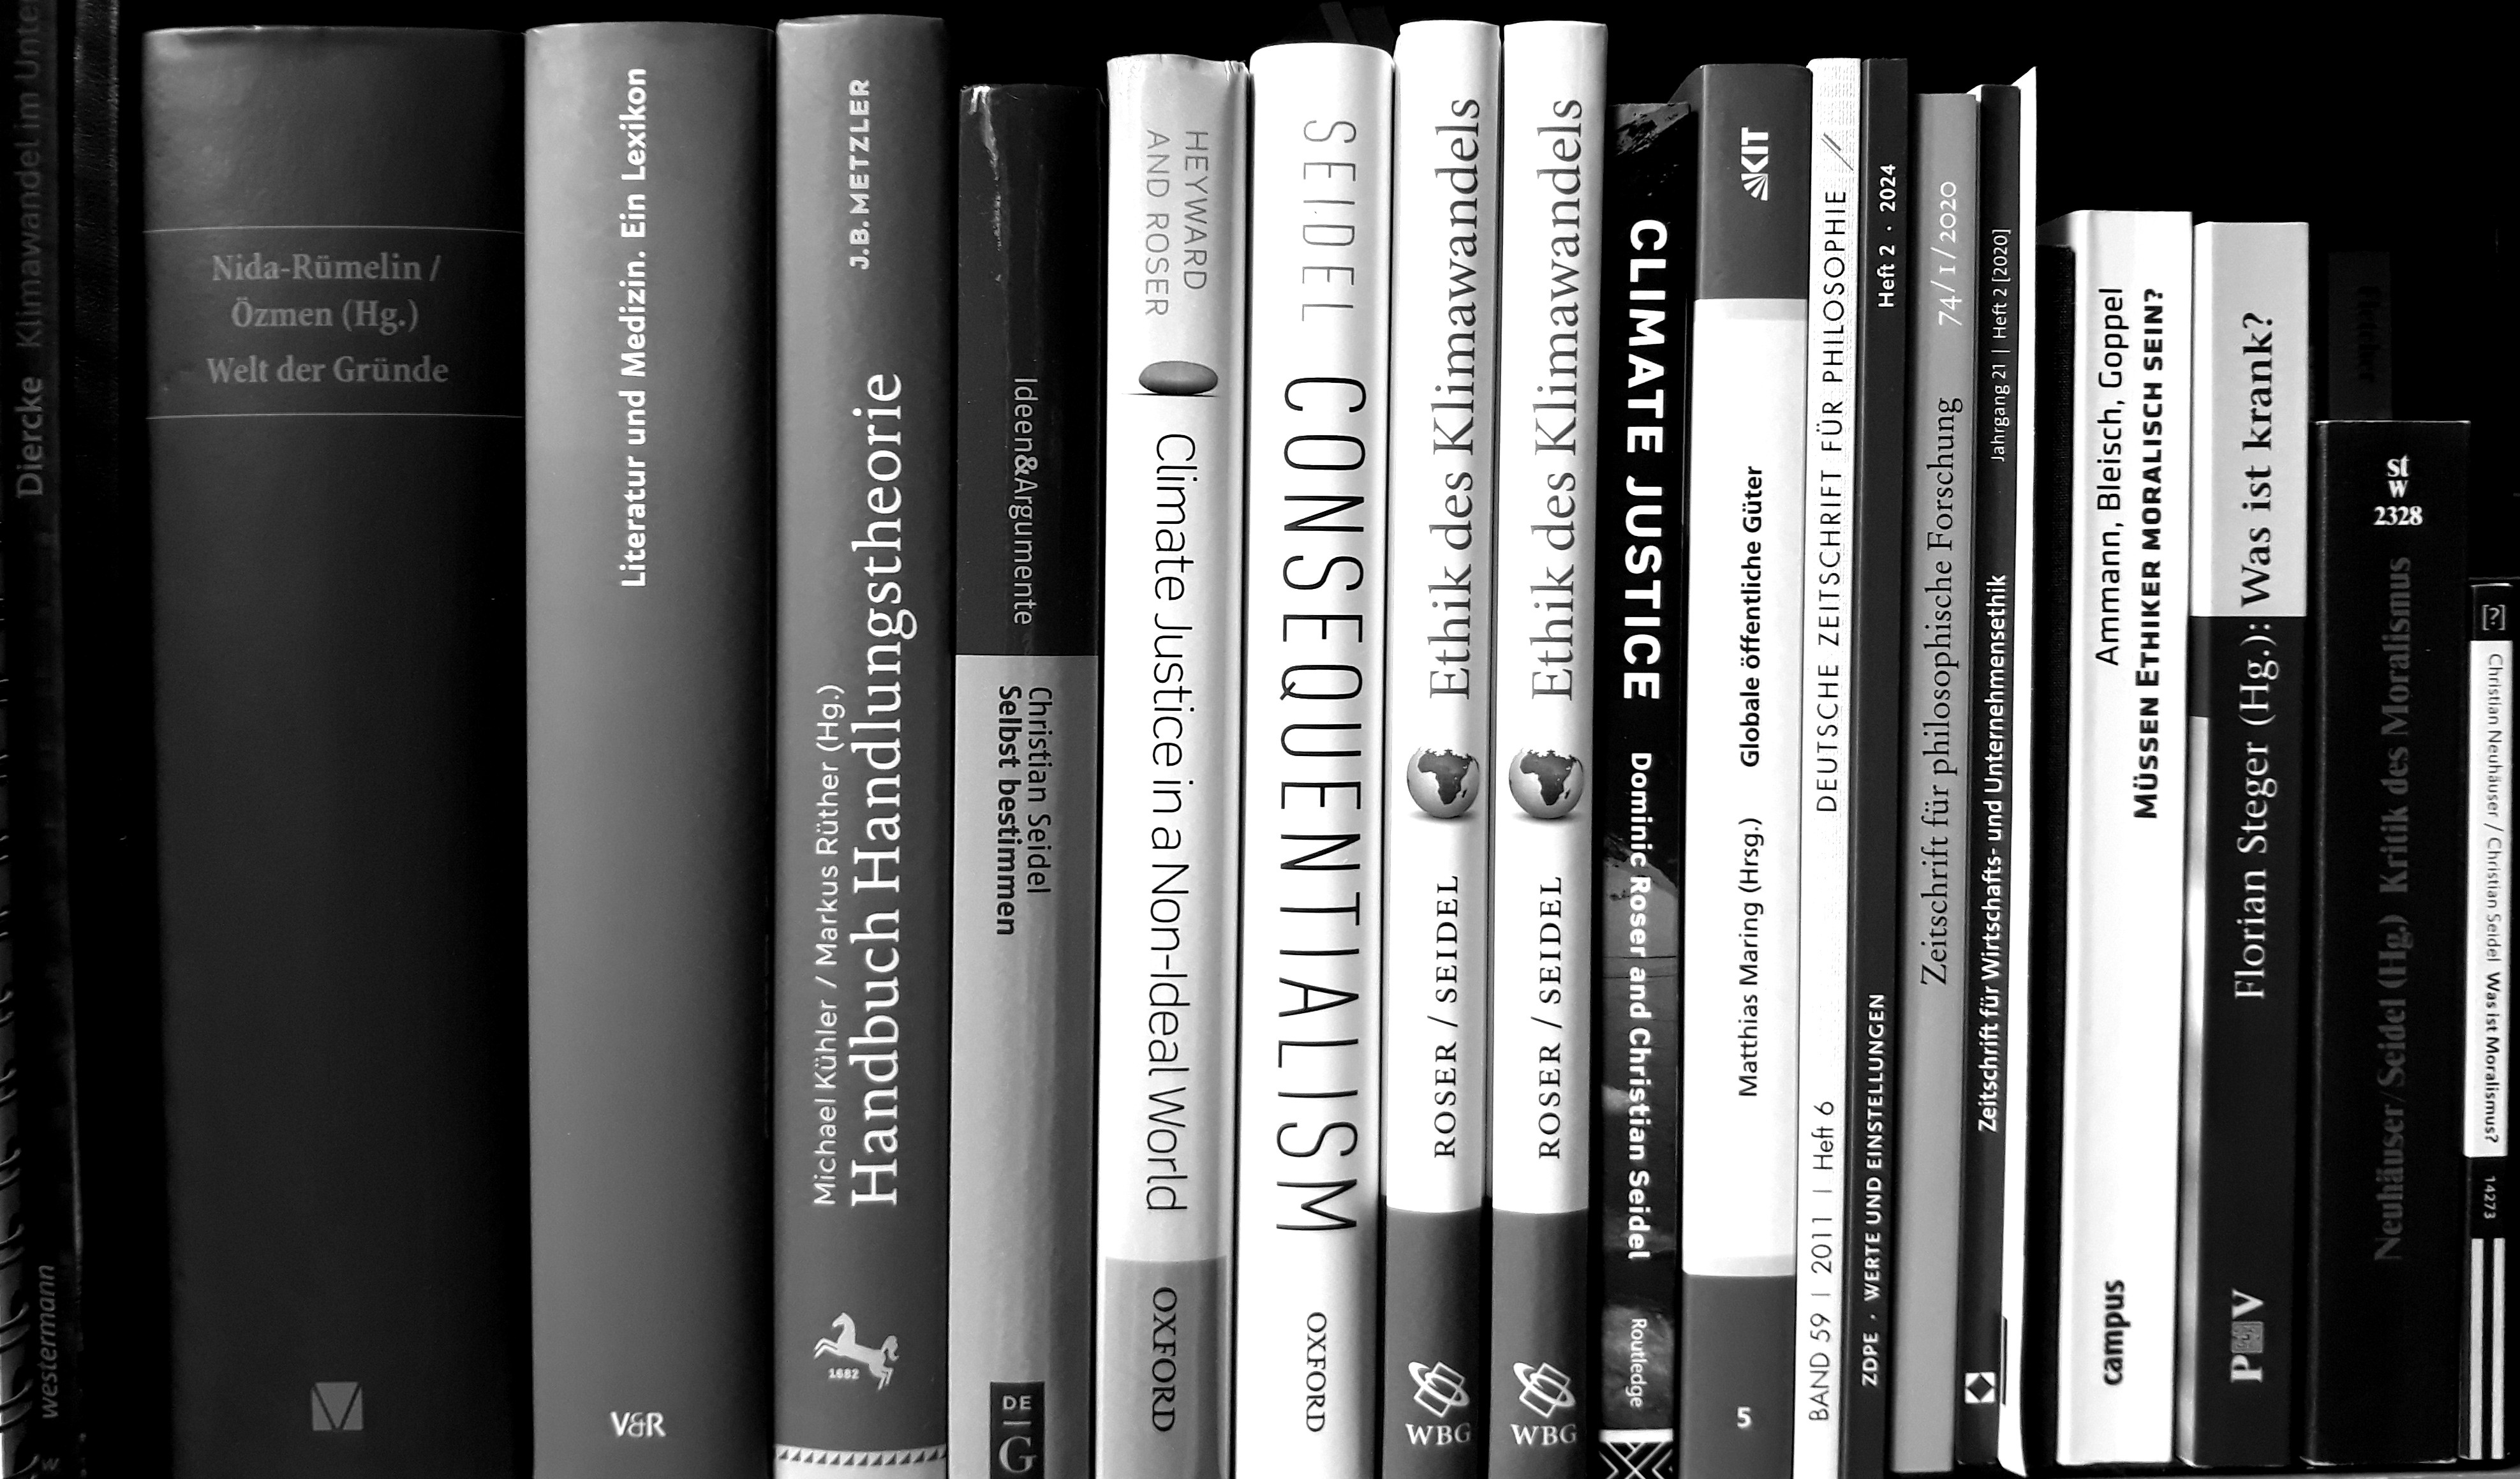 Diercke Klimawandel im Unter
westermann
Nida-Rümelin /
Özmen (Hg.)
Welt der Gründe
Literatur und Medizin. Ein Lexikon
V&R
J.B. METZLER
Michael Kühler / Markus Rüther (Hg.)
Handbuch Handlungstheorie
1682
Ideen&Argumente
Christian Seidel
Selbst bestimmen
DE
G
HEYWARD
AND ROSER
Climate Justice in a Non-Ideal World
OXFORD
SEIDEL CONSEQUENTIALISM
OXFORD
ROSER / SEIDEL Ethik des Klimawandels
WBG
ROSER / SEIDEL Ethik des Klimawandels
WBG
CLIMATE JUSTICE Dominic Roser and Christian Seidel
Routledge
KIT
Matthias Maring (Hrsg.) Globale öffentliche Güter
5
BAND 59 | 2011 | Heft 6 DEUTSCHE ZEITSCHRIFT FÜR PHILOSOPHIE //
ZDPE · WERTE UND EINSTELLUNGEN Heft 2 · 2024
Zeitschrift für philosophische Forschung 74/1/2020
Zeitschrift für Wirtschafts- und Unternehmensethik Jahrgang 21 | Heft 2 [2020]
Ammann, Bleisch, Goppel
MÜSSEN ETHIKER MORALISCH SEIN?
campus
Florian Steger (Hg.): Was ist krank?
P V
st
w
2328
Neuhäuser/Seidel (Hg.) Kritik des Moralismus
[?]
Christian Neuhäuser / Christian Seidel Was ist Moralismus?
14273